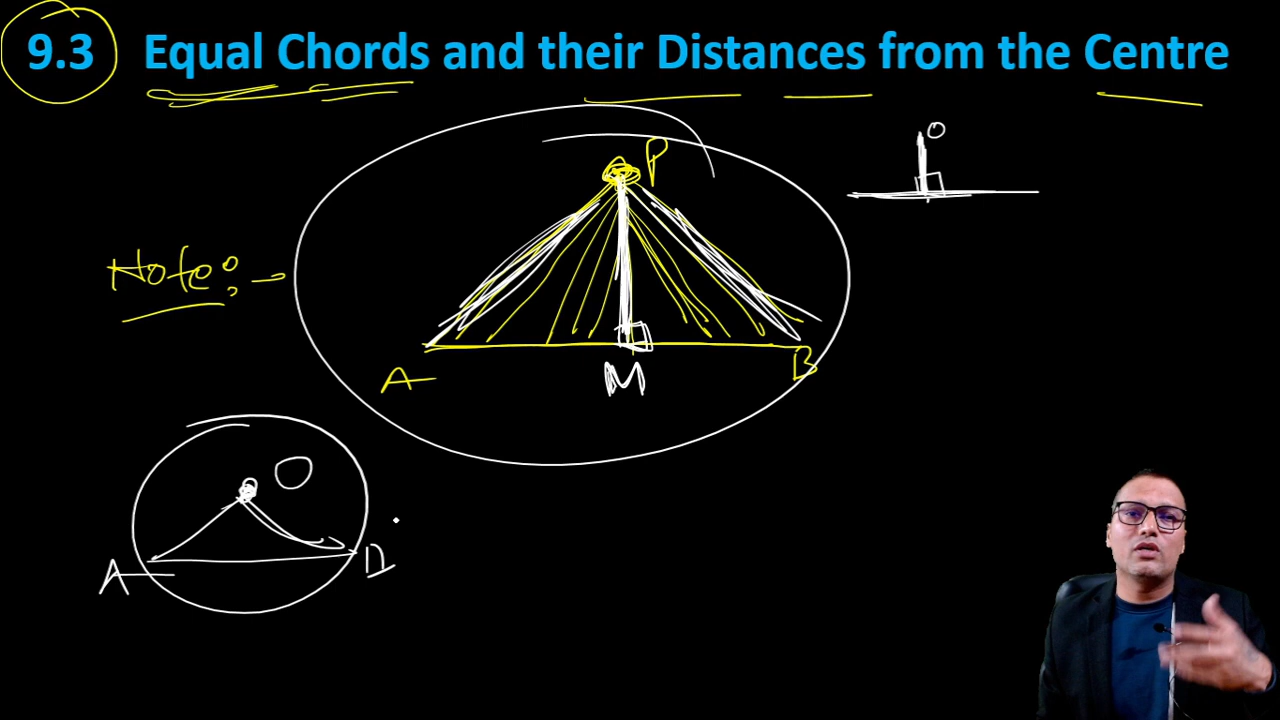 9.3 Equal Chords and their Distances from the Centre
P
O
Note:-
A
M
B
O
A
B